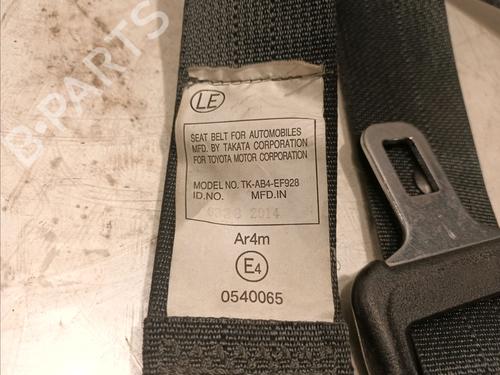 LE
SEAT BELT FOR AUTOMOBILES
MFD. BY TAKATA CORPORATION
FOR TOYOTA MOTOR CORPORATION
MODEL NO. TK-AB4-EF928
ID.NO. MFD.IN
2014
Ar4m
E4
0540065
B-PARTS